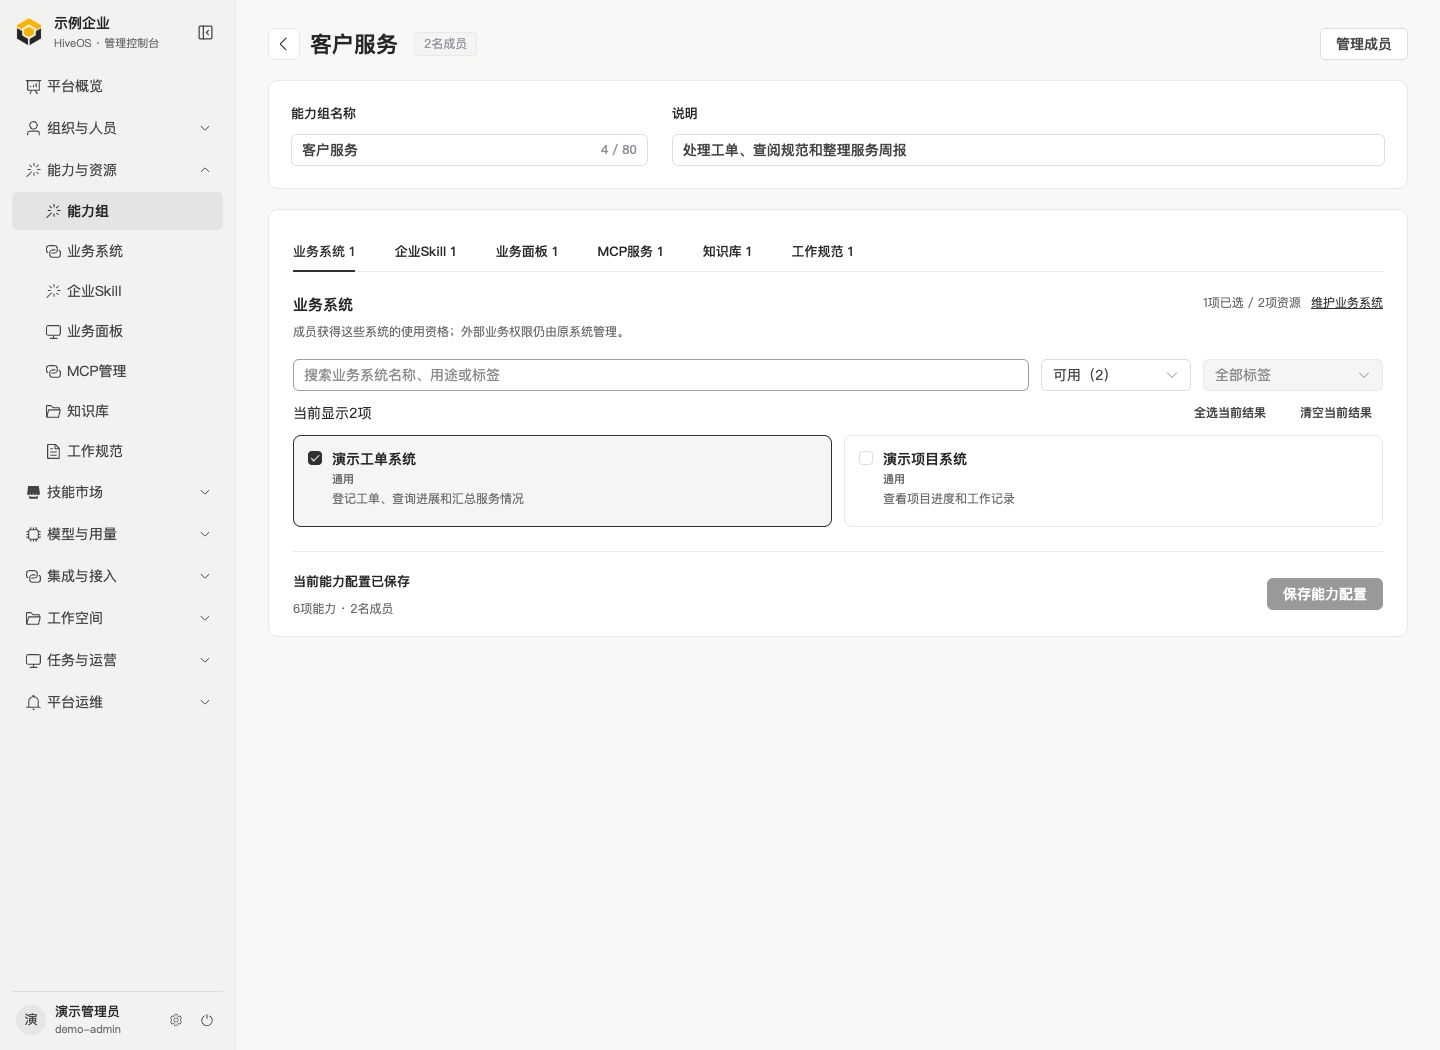 示例企业
HiveOS · 管理控制台
平台概览
组织与人员
能力与资源
能力组
业务系统
企业Skill
业务面板
MCP管理
知识库
工作规范
技能市场
模型与用量
集成与接入
工作空间
任务与运营
平台运维
演
演示管理员
demo-admin
客户服务
2名成员
管理成员
能力组名称
说明
客户服务
4 / 80
处理工单、查阅规范和整理服务周报
业务系统 1
企业Skill 1
业务面板 1
MCP服务 1
知识库 1
工作规范 1
业务系统
1项已选 / 2项资源 维护业务系统
成员获得这些系统的使用资格；外部业务权限仍由原系统管理。
搜索业务系统名称、用途或标签
可用（2）
全部标签
当前显示2项
全选当前结果
清空当前结果
演示工单系统
通用
登记工单、查询进展和汇总服务情况
演示项目系统
通用
查看项目进度和工作记录
当前能力配置已保存
6项能力 · 2名成员
保存能力配置